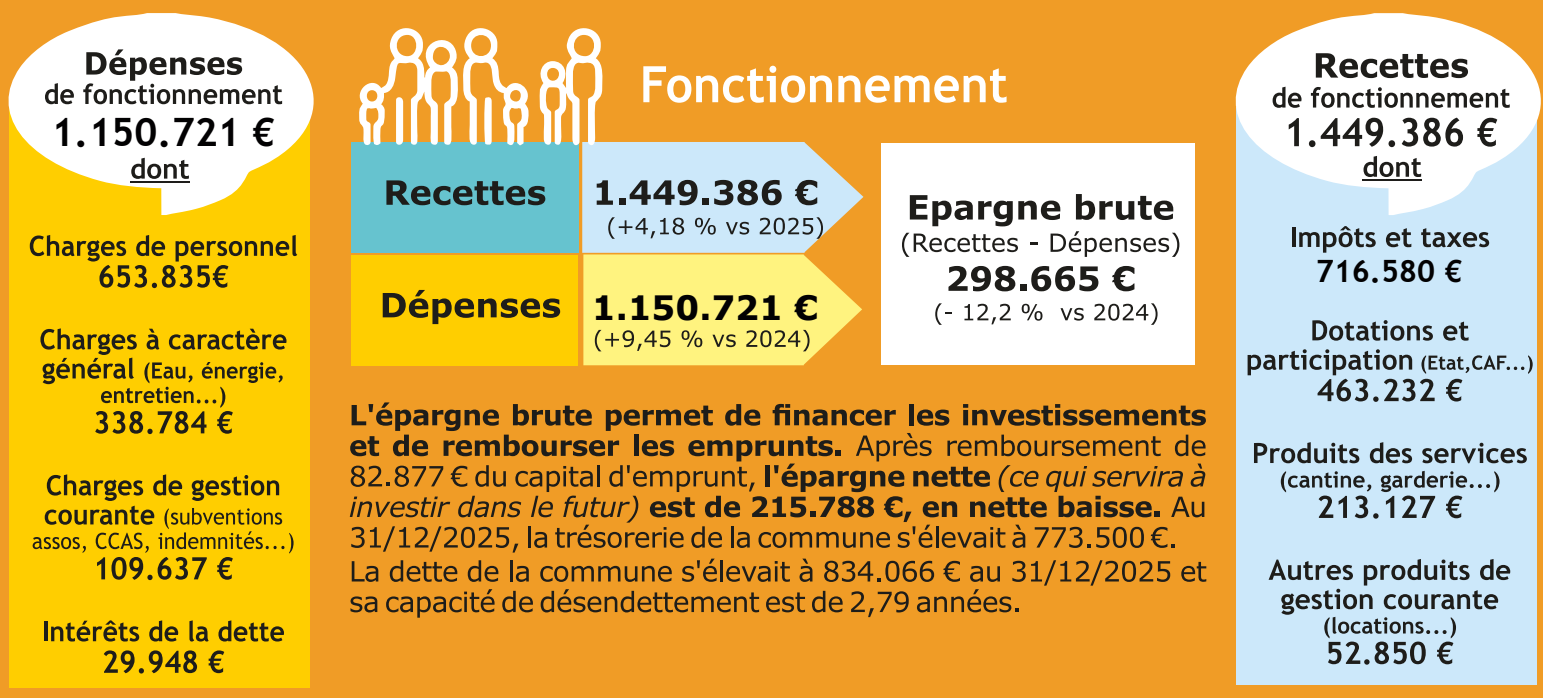 Dépenses
de fonctionnement
1.150.721 €
dont
Charges de personnel
653.835€
Charges à caractère
général (Eau, énergie,
entretien...)
338.784 €
Charges de gestion
courante (subventions
assos, CCAS, indemnités...)
109.637 €
Intérêts de la dette
29.948 €
Fonctionnement
Recettes
1.449.386 €
(+4,18 % vs 2025)
Dépenses
1.150.721 €
(+9,45 % vs 2024)
Epargne brute
(Recettes - Dépenses)
298.665 €
(- 12,2 % vs 2024)
L'épargne brute permet de financer les investissements
et de rembourser les emprunts. Après remboursement de
82.877 € du capital d'emprunt, l'épargne nette (ce qui servira à
investir dans le futur) est de 215.788 €, en nette baisse. Au
31/12/2025, la trésorerie de la commune s'élevait à 773.500 €.
La dette de la commune s'élevait à 834.066 € au 31/12/2025 et
sa capacité de désendettement est de 2,79 années.
Recettes
de fonctionnement
1.449.386 €
dont
Impôts et taxes
716.580 €
Dotations et
participation (Etat,CAF...)
463.232 €
Produits des services
(cantine, garderie...)
213.127 €
Autres produits de
gestion courante
(locations...)
52.850 €